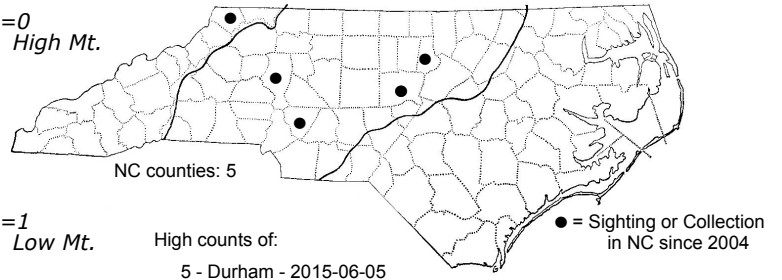 =0
High Mt.
NC counties: 5
=1
Low Mt.
High counts of:
5 - Durham - 2015-06-05
● = Sighting or Collection
in NC since 2004